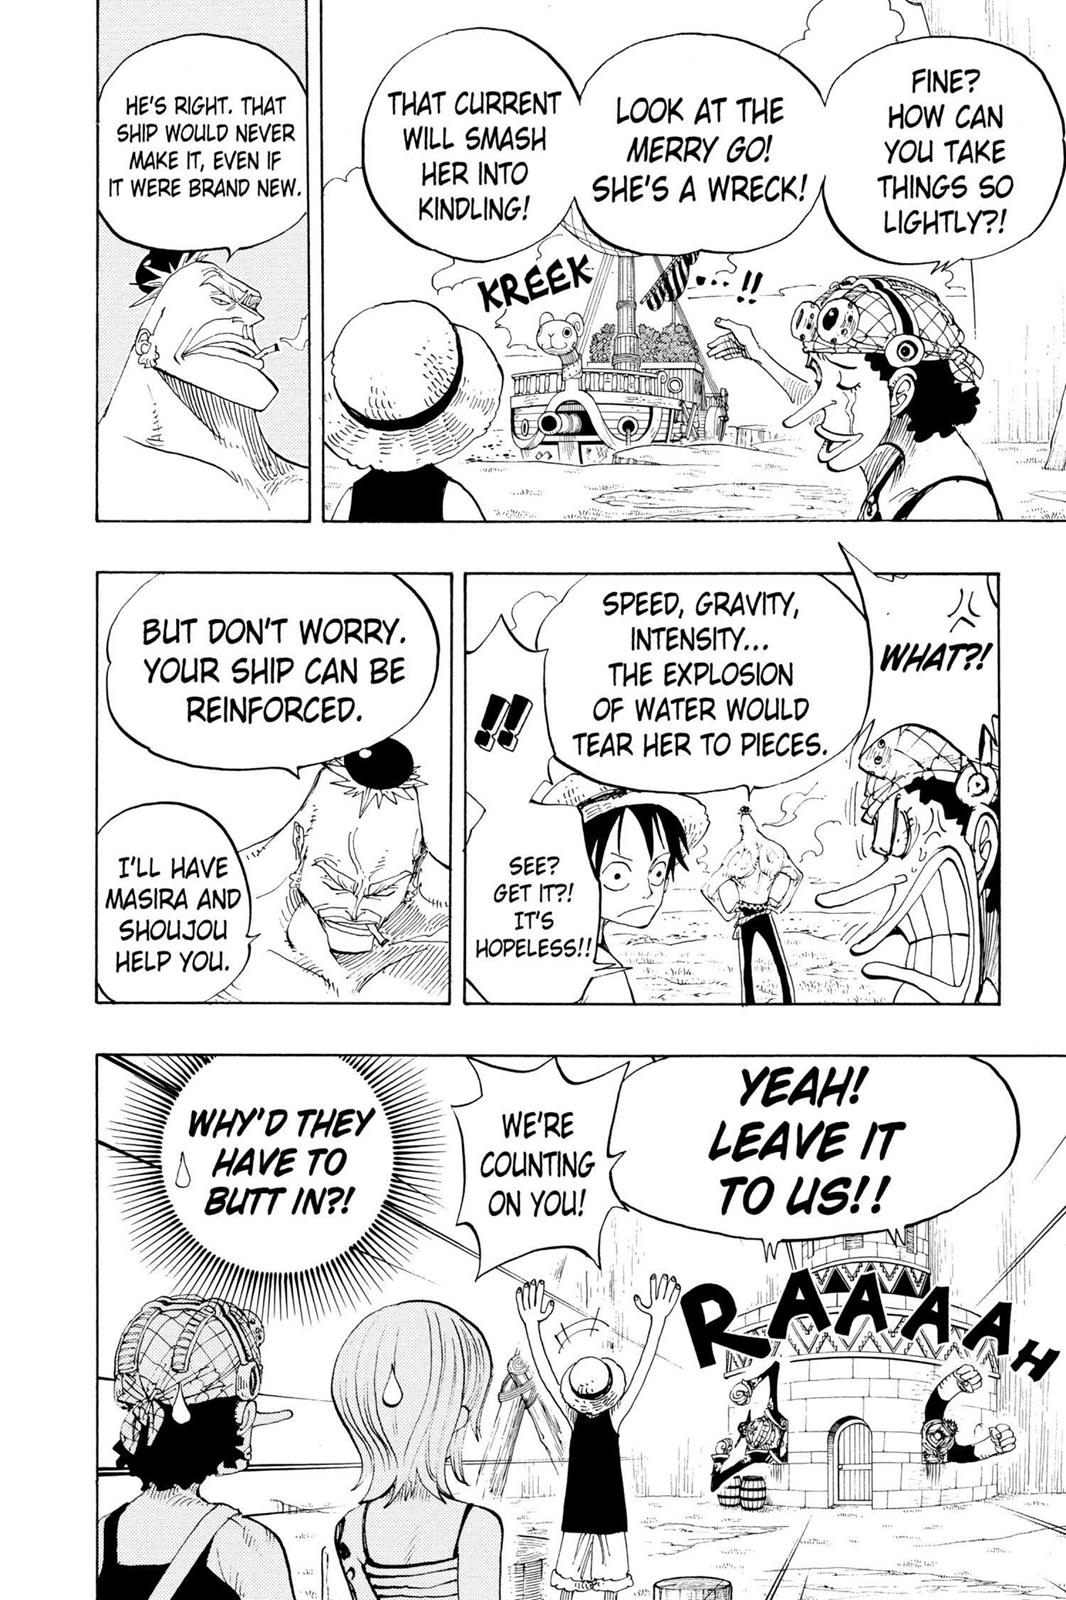 FINE?
HOW CAN
YOU TAKE
THINGS SO
LIGHTLY?!
LOOK AT THE
MERRY GO!
SHE'S A WRECK!
THAT CURRENT
WILL SMASH
HER INTO
KINDLING!
KREEK
...!!
HE'S RIGHT. THAT
SHIP WOULD NEVER
MAKE IT, EVEN IF
IT WERE BRAND NEW.
WHAT?!
SPEED, GRAVITY,
INTENSITY...
THE EXPLOSION
OF WATER WOULD
TEAR HER TO PIECES.
!!
SEE?
GET IT?!
IT'S
HOPELESS!!
BUT DON'T WORRY.
YOUR SHIP CAN BE
REINFORCED.
I'LL HAVE
MASIRA AND
SHOUJOU
HELP YOU.
YEAH!
LEAVE IT
TO US!!
RAAAAAH
WE'RE
COUNTING
ON YOU!
WHY'D THEY
HAVE TO
BUTT IN?!